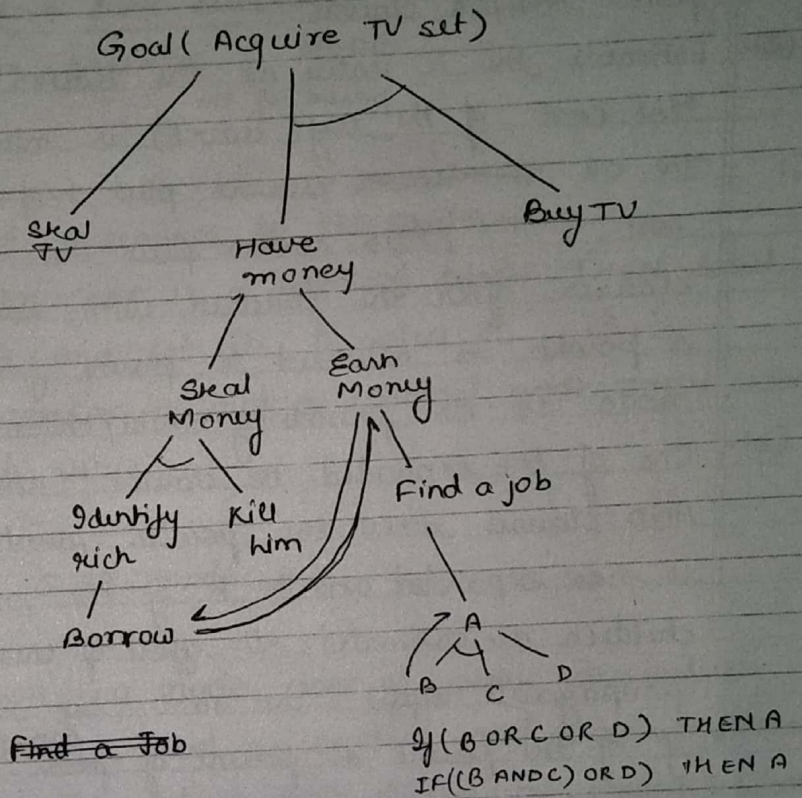 Goal ( Acquire TV set)
Steal
TV
Have
money
Buy TV
Steal
Money
Earn
Money
Identify
rich
Kill
him
Find a job
Borrow
A
B
C
D
Find a Job
If (B OR C OR D) THEN A
IF((B AND C) OR D) THEN A